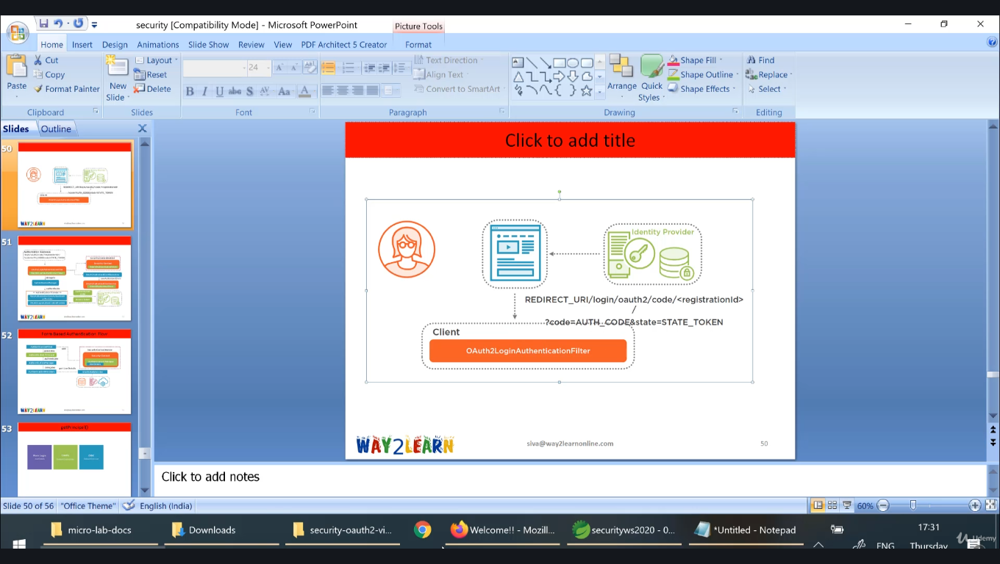 security [Compatibility Mode] - Microsoft PowerPoint
Picture Tools
Home Insert Design Animations Slide Show Review View PDF Architect 5 Creator Format
Paste
Cut
Copy
Format Painter
Clipboard
New
Slide
Layout
Reset
Delete
Slides
24
B I U abc S AV Aa A
Font
Text Direction
Align Text
Convert to SmartArt
Paragraph
Arrange
Quick
Styles
Shape Fill
Shape Outline
Shape Effects
Drawing
Find
Replace
Select
Editing
Slides Outline
50
WAY2LEARN
51
WAY2LEARN
52
Form Based Authentication Flow
WAY2LEARN
53
getPrincipal()
Click to add title
Identity Provider
REDIRECT_URI/login/oauth2/code/<registrationId>
/
?code=AUTH_CODE&state=STATE_TOKEN
Client
OAuth2LoginAuthenticationFilter
WAY2LEARN
siva@way2learnonline.com
50
Click to add notes
Slide 50 of 56 "Office Theme" English (India)
60%
micro-lab-docs
Downloads
security-oauth2-vi...
Welcome!! - Mozill...
securityws2020 - 0...
*Untitled - Notepad
ENG
17:31
Thursday
Udemy